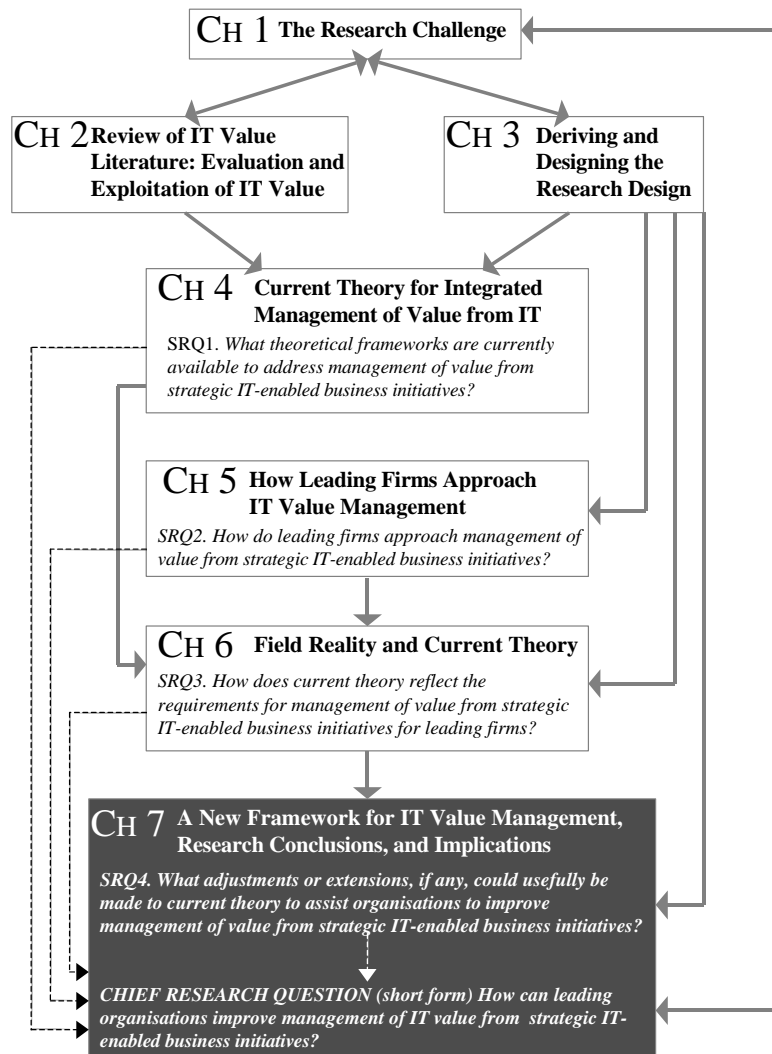 CH 1 The Research Challenge
CH 2 Review of IT Value
Literature: Evaluation and
Exploitation of IT Value
CH 3 Deriving and
Designing the
Research Design
CH 4 Current Theory for Integrated
Management of Value from IT
SRQ1. What theoretical frameworks are currently
available to address management of value from
strategic IT-enabled business initiatives?
CH 5 How Leading Firms Approach
IT Value Management
SRQ2. How do leading firms approach management of
value from strategic IT-enabled business initiatives?
CH 6 Field Reality and Current Theory
SRQ3. How does current theory reflect the
requirements for management of value from strategic
IT-enabled business initiatives for leading firms?
CH 7 A New Framework for IT Value Management,
Research Conclusions, and Implications
SRQ4. What adjustments or extensions, if any, could usefully be
made to current theory to assist organisations to improve
management of value from strategic IT-enabled business initiatives?
CHIEF RESEARCH QUESTION (short form) How can leading
organisations improve management of IT value from strategic IT-
enabled business initiatives?